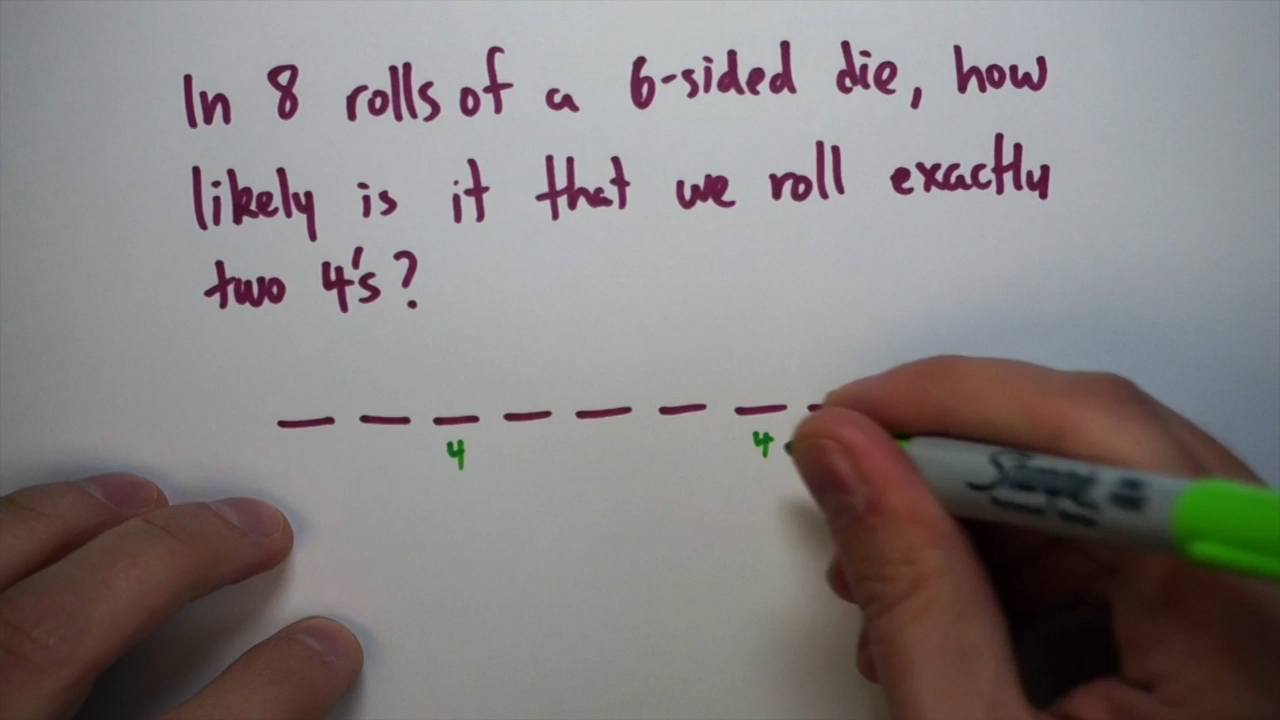 In 8 rolls of a 6-sided die, how
likely is it that we roll exactly
two 4's?
4 4
Sharpie